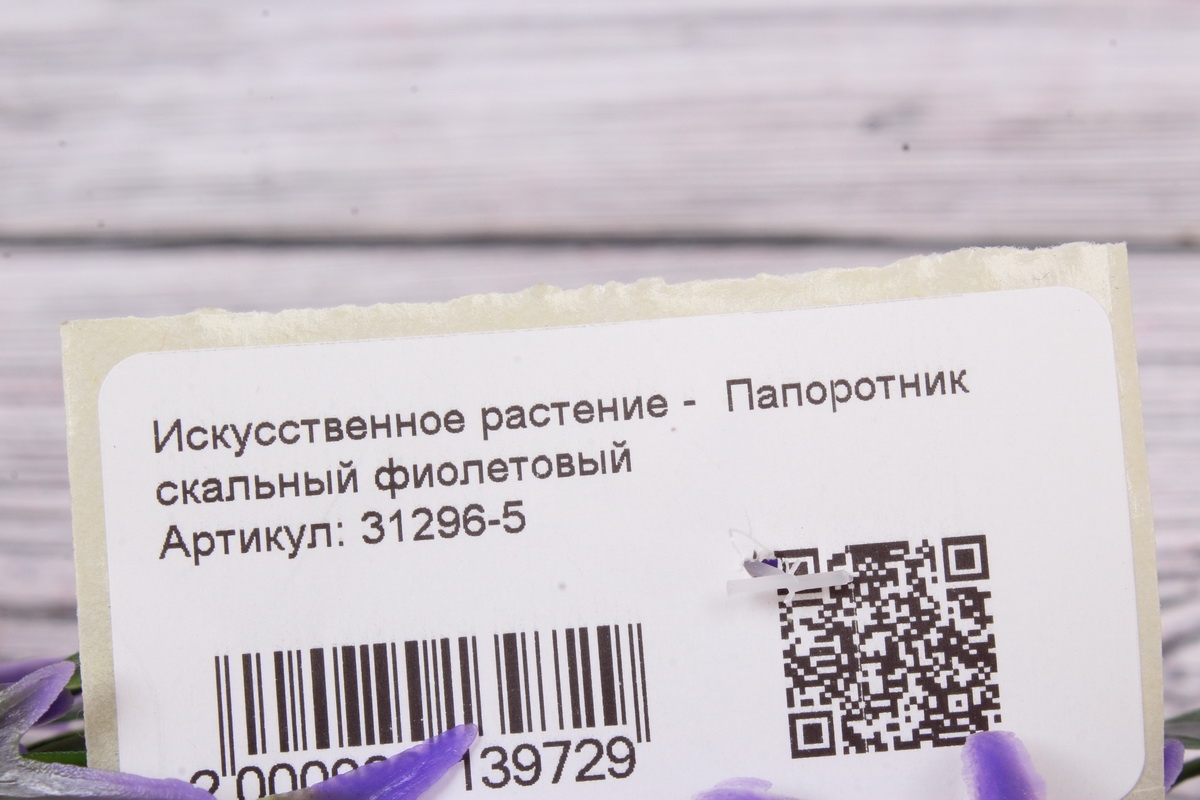 Искусственное растение - Папоротник
скальный фиолетовый
Артикул: 31296-5
139729